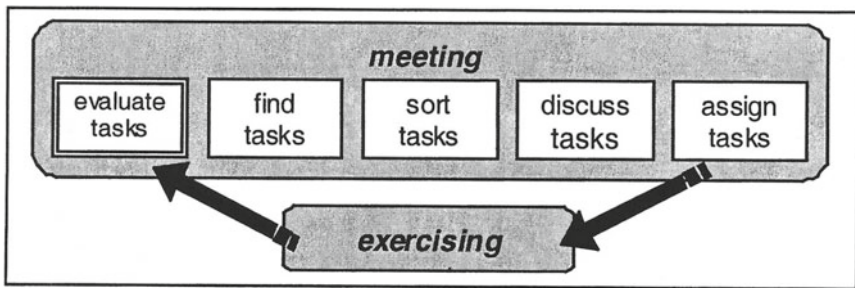 meeting
evaluate
tasks
find
tasks
sort
tasks
discuss
tasks
assign
tasks
exercising